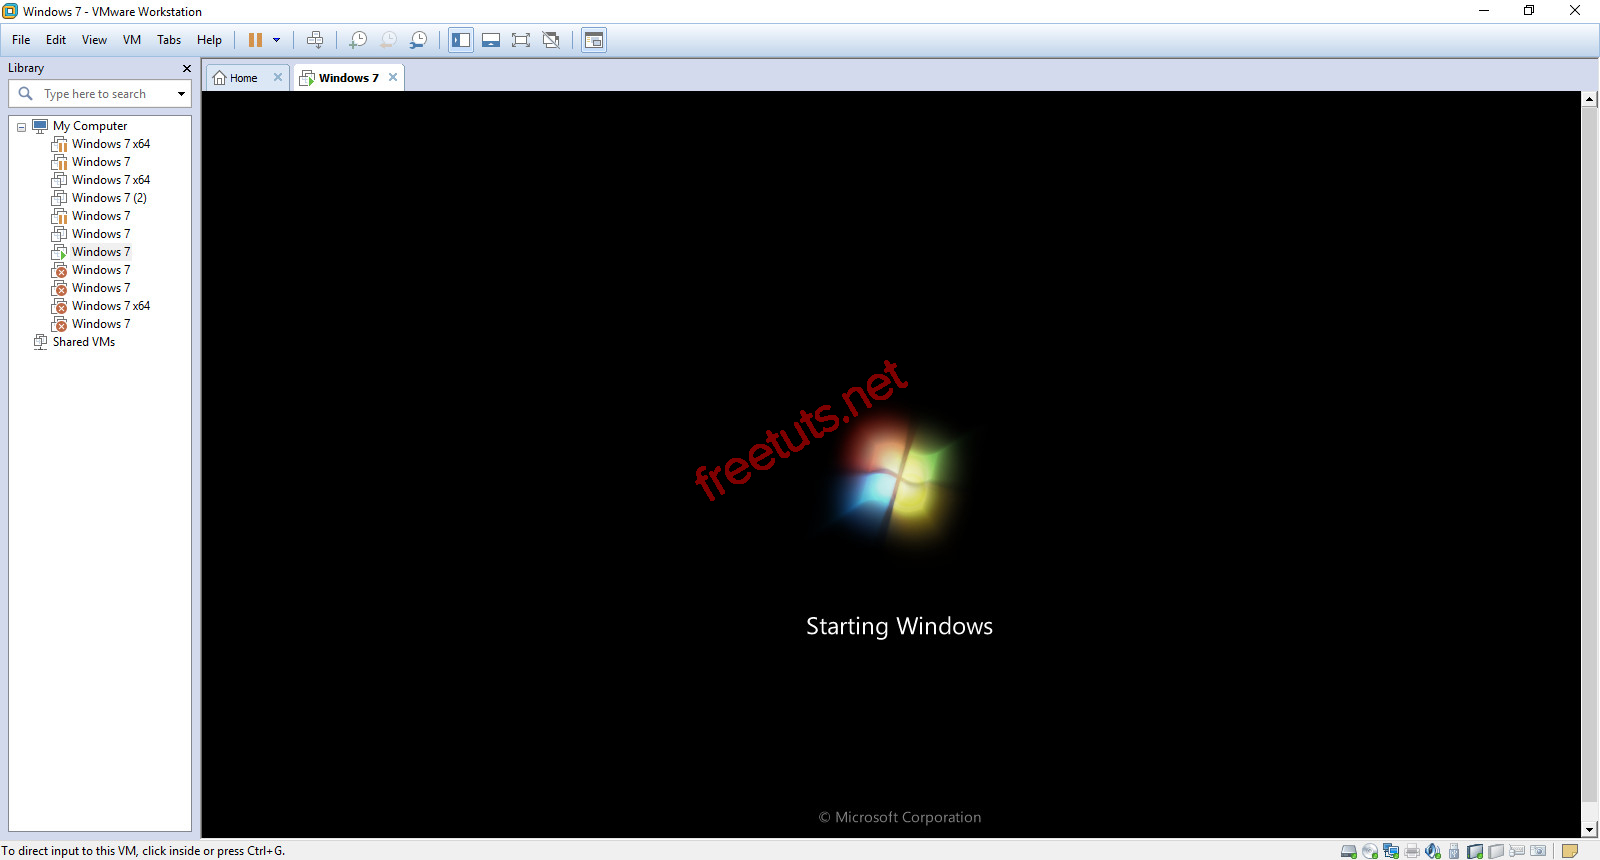 Windows 7 - VMware Workstation
File Edit View VM Tabs Help
Library
Type here to search
Home
Windows 7
My Computer
Windows 7 x64
Windows 7
Windows 7 x64
Windows 7 (2)
Windows 7
Windows 7
Windows 7
Windows 7
Windows 7
Windows 7 x64
Windows 7
Shared VMs
freetuts.net
Starting Windows
© Microsoft Corporation
To direct input to this VM, click inside or press Ctrl+G.